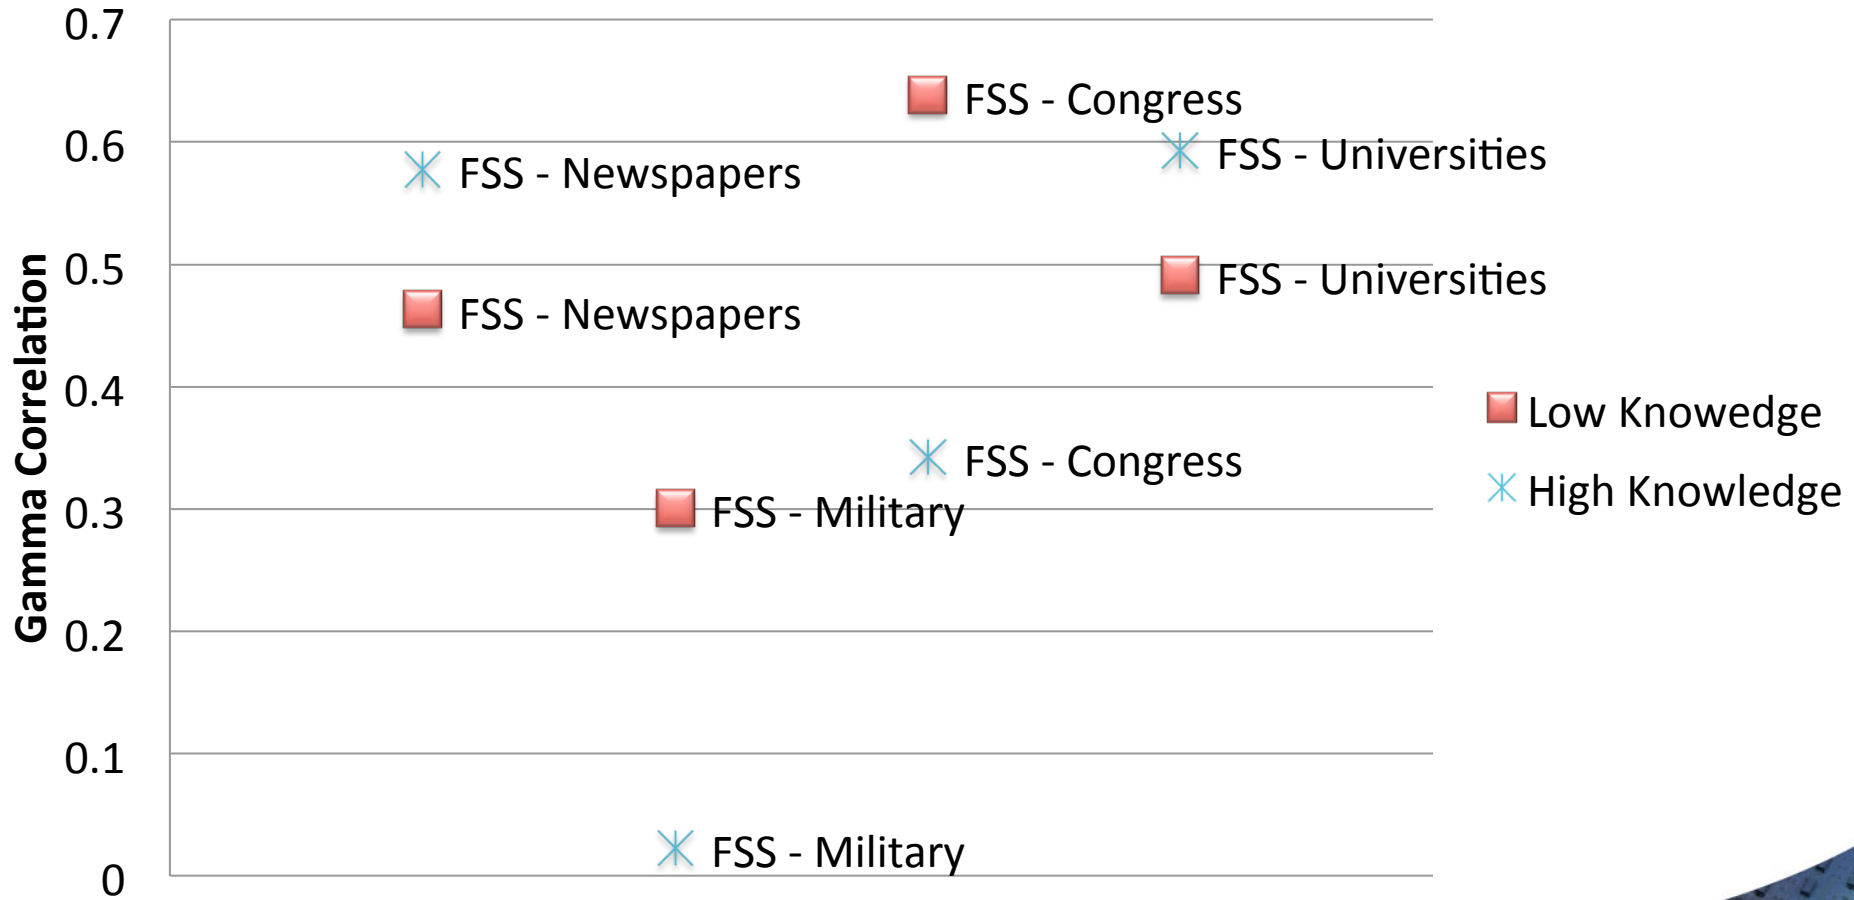 0.7
FSS - Congress
0.6
FSS - Universities
FSS - Newspapers
0.5
FSS - Universities
FSS - Newspapers
Gamma Correlation
0.4
Low Knowedge
FSS - Congress
High Knowledge
0.3
FSS - Military
0.2
0.1
FSS - Military
0